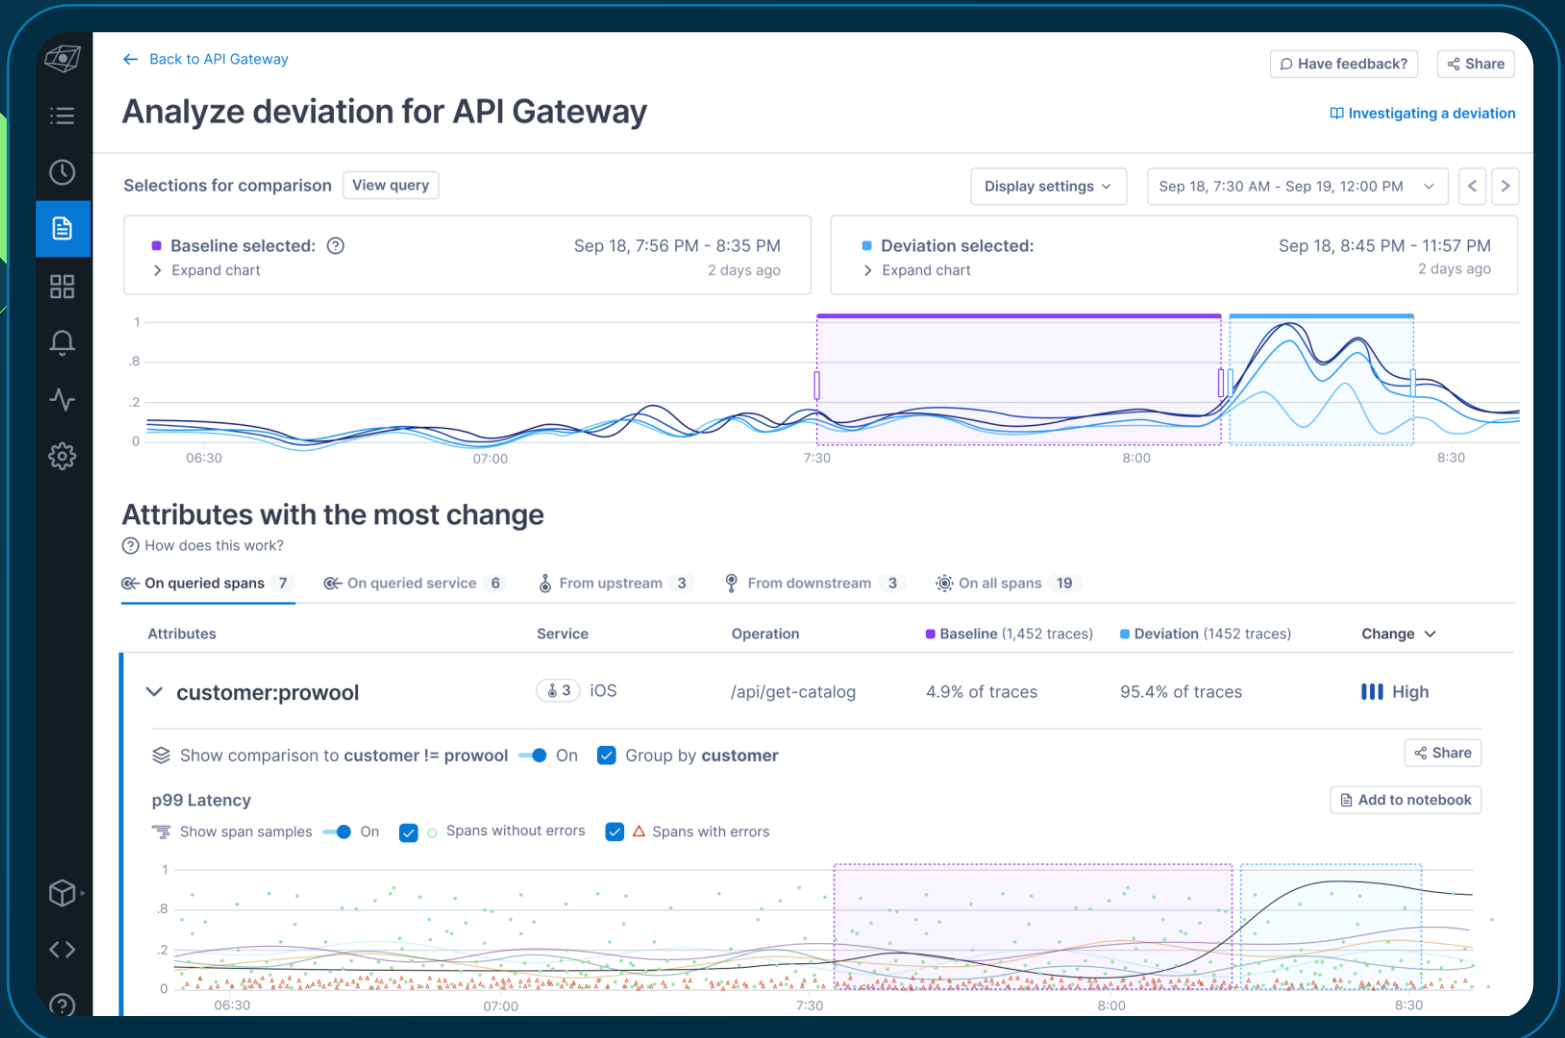 Back to API Gateway
Have feedback?
Share
Analyze deviation for API Gateway
Investigating a deviation
Selections for comparison
View query
Display settings
Sep 18, 7:30 AM - Sep 19, 12:00 PM
Baseline selected:
Sep 18, 7:56 PM - 8:35 PM
Expand chart
2 days ago
Deviation selected:
Sep 18, 8:45 PM - 11:57 PM
Expand chart
2 days ago
1
.8
.2
0
06:30 07:00 7:30 8:00 8:30
Attributes with the most change
How does this work?
On queried spans 7 On queried service 6 From upstream 3 From downstream 3 On all spans 19
Attributes Service Operation Baseline (1,452 traces) Deviation (1452 traces) Change
customer:prowool 3 iOS /api/get-catalog 4.9% of traces 95.4% of traces High
Show comparison to customer != prowool On Group by customer
Share
p99 Latency
Add to notebook
Show span samples On Spans without errors Spans with errors
1
.8
.2
0
06:30 07:00 7:30 8:00 8:30